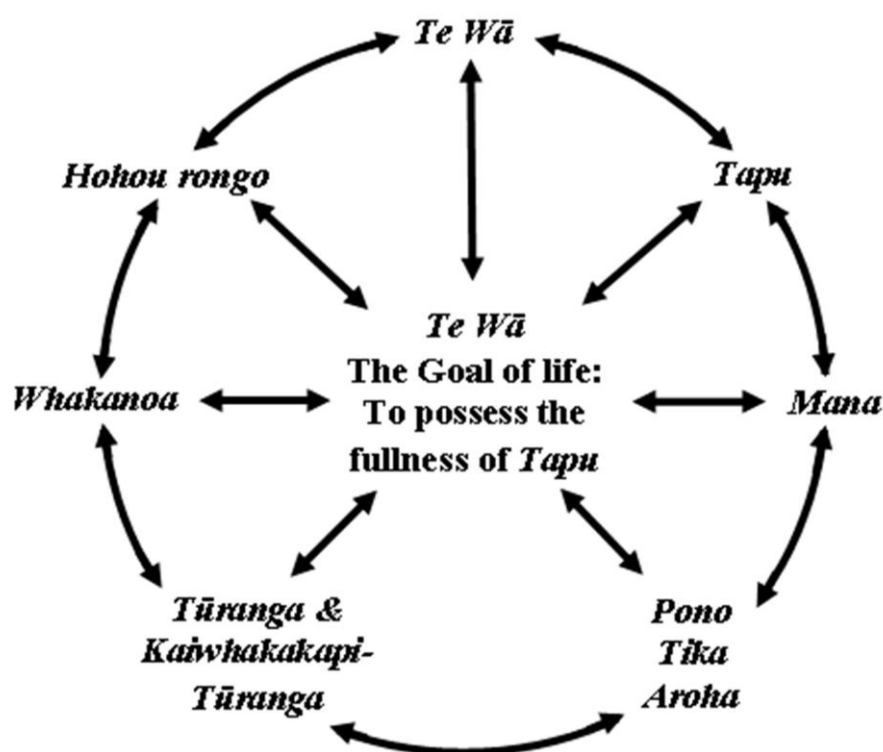 Te Wā
Hohou rongo
Tapu
Te Wā
The Goal of life:
To possess the
fullness of Tapu
Whakanoa
Mana
Tūranga &
Kaiwhakakapi-
Tūranga
Pono
Tika
Aroha